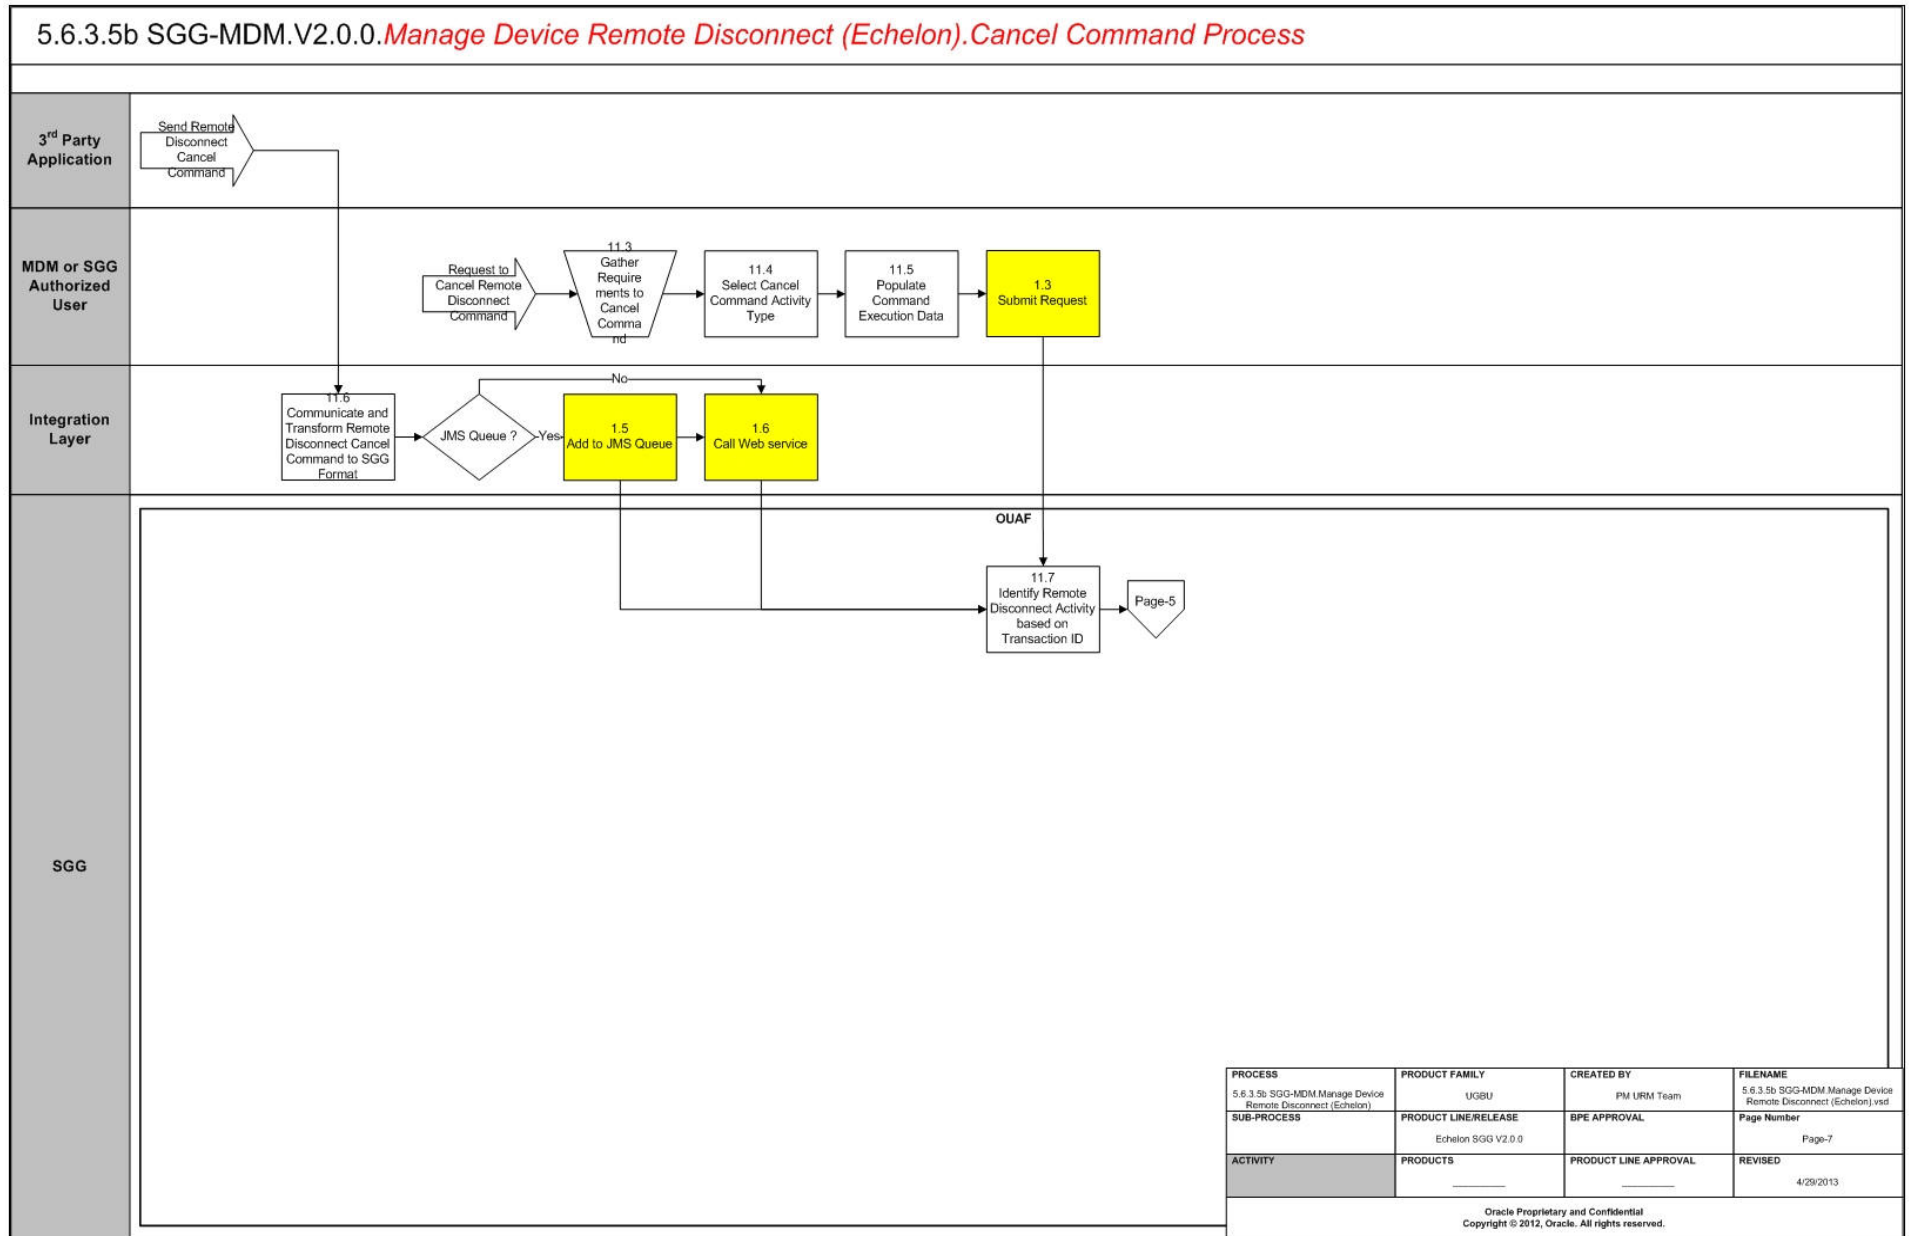 5.6.3.5b SGG-MDM.V2.0.0.Manage Device Remote Disconnect (Echelon).Cancel Command Process
3rd Party
Application
Send Remote
Disconnect
Cancel
Command
MDM or SGG
Authorized
User
Request to
Cancel Remote
Disconnect
Command
11.3
Gather
Require
ments to
Cancel
Comma
nd
11.4
Select Cancel
Command Activity
Type
11.5
Populate
Command
Execution Data
1.3
Submit Request
Integration
Layer
11.6
Communicate and
Transform Remote
Disconnect Cancel
Command to SGG
Format
JMS Queue ?
No
Yes
1.5
Add to JMS Queue
1.6
Call Web service
SGG
OUAF
11.7
Identify Remote
Disconnect Activity
based on
Transaction ID
Page-5
PROCESS
5.6.3.5b SGG-MDM.Manage Device
Remote Disconnect (Echelon)
PRODUCT FAMILY
UGBU
CREATED BY
PM URM Team
FILENAME
5.6.3.5b SGG-MDM.Manage Device
Remote Disconnect (Echelon).vsd
SUB-PROCESS
PRODUCT LINE/RELEASE
Echelon SGG V2.0.0
BPE APPROVAL
Page Number
Page-7
ACTIVITY
PRODUCTS
PRODUCT LINE APPROVAL
REVISED
4/29/2013
Oracle Proprietary and Confidential
Copyright © 2012, Oracle. All rights reserved.